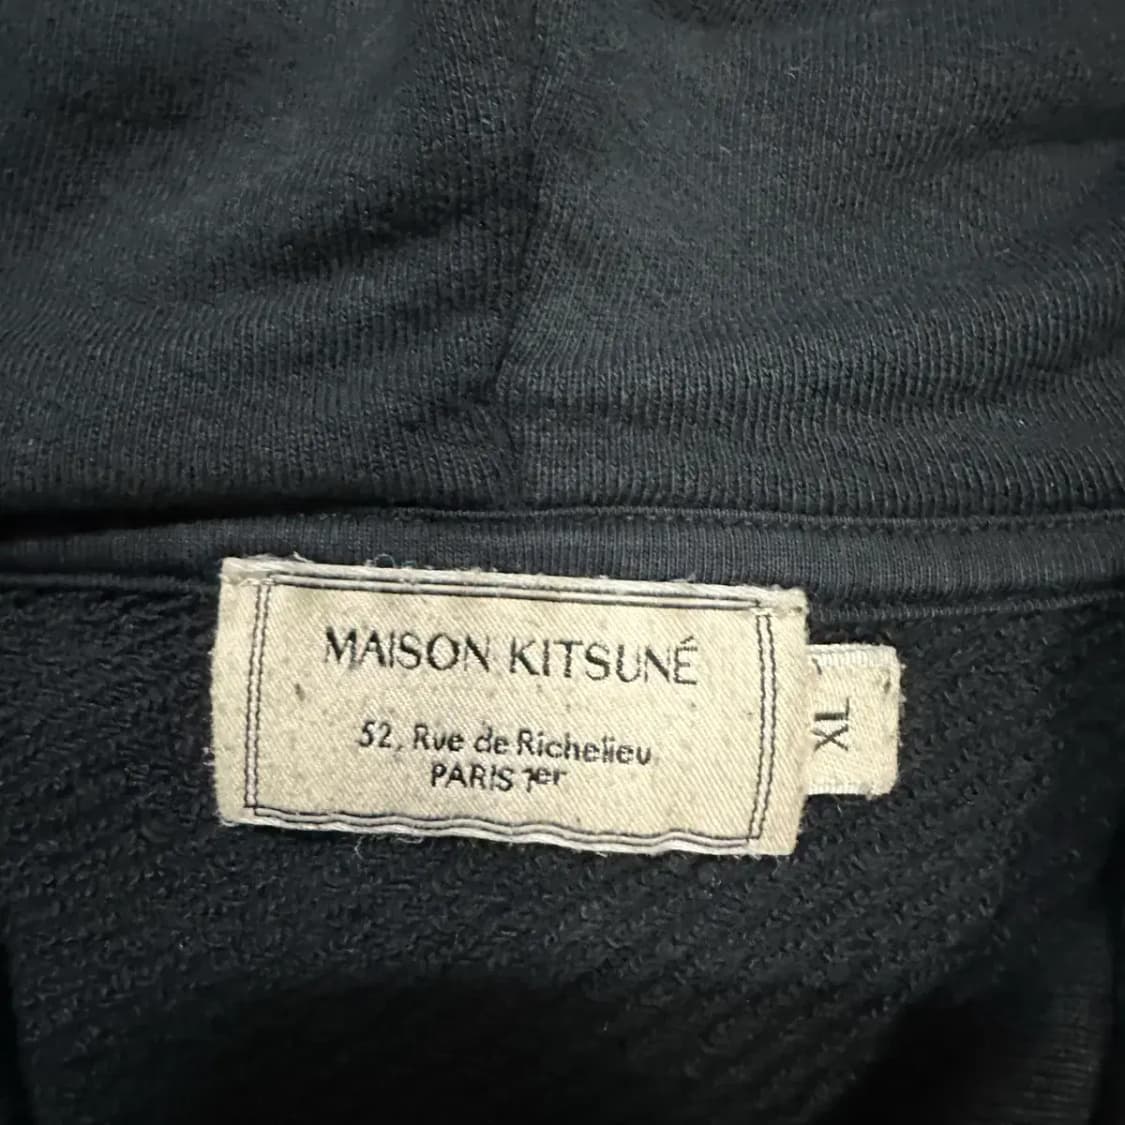 MAISON KITSUNÉ
52, Rue de Richelieu
PARIS 1er
XL